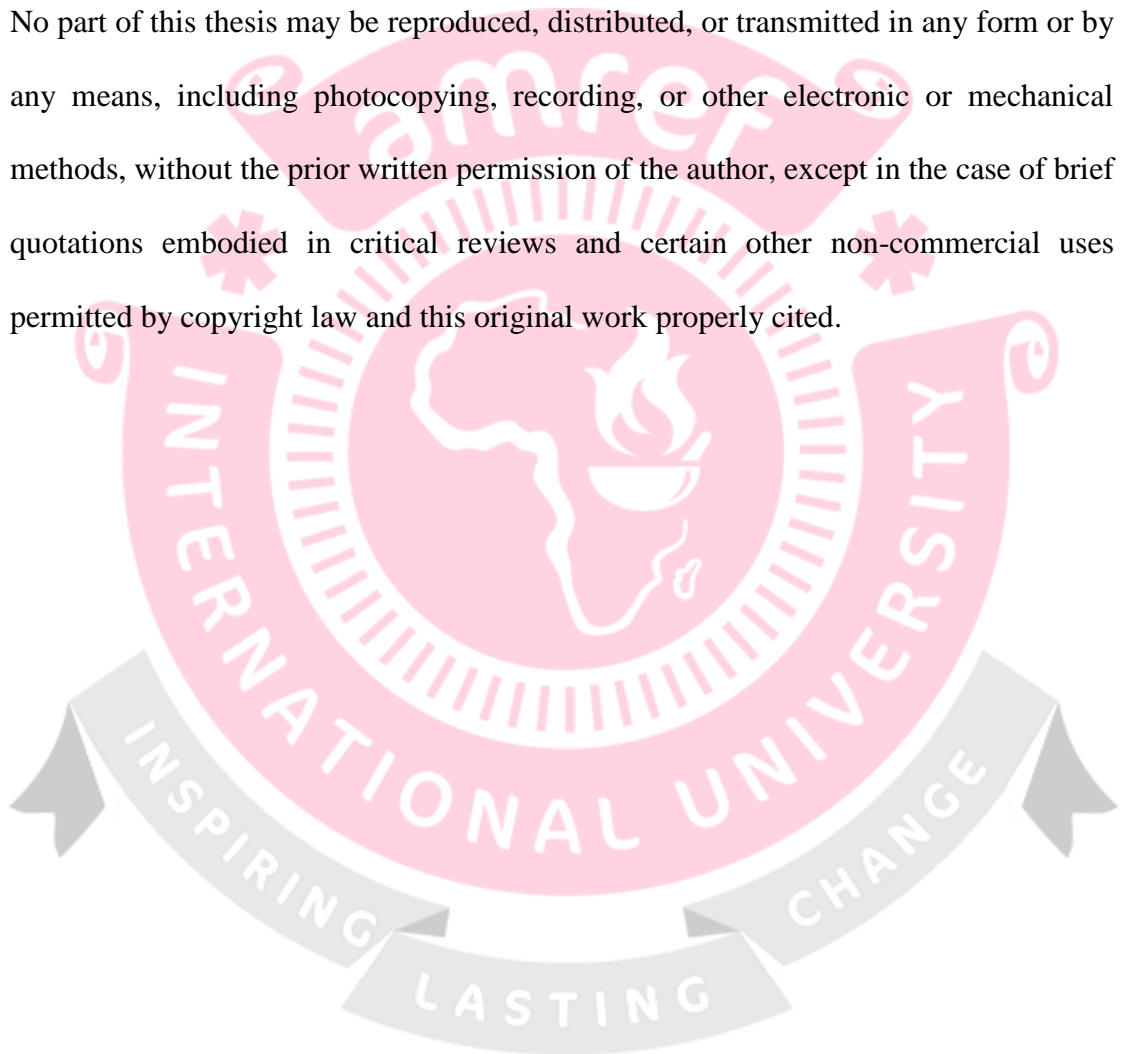 No part of this thesis may be reproduced, distributed, or transmitted in any form or by
any means, including photocopying, recording, or other electronic or mechanical
methods, without the prior written permission of the author, except in the case of brief
quotations embodied in critical reviews and certain other non-commercial uses
permitted by copyright law and this original work properly cited.
amref
INTERNATIONAL UNIVERSITY
INSPIRING
LASTING
CHANGE